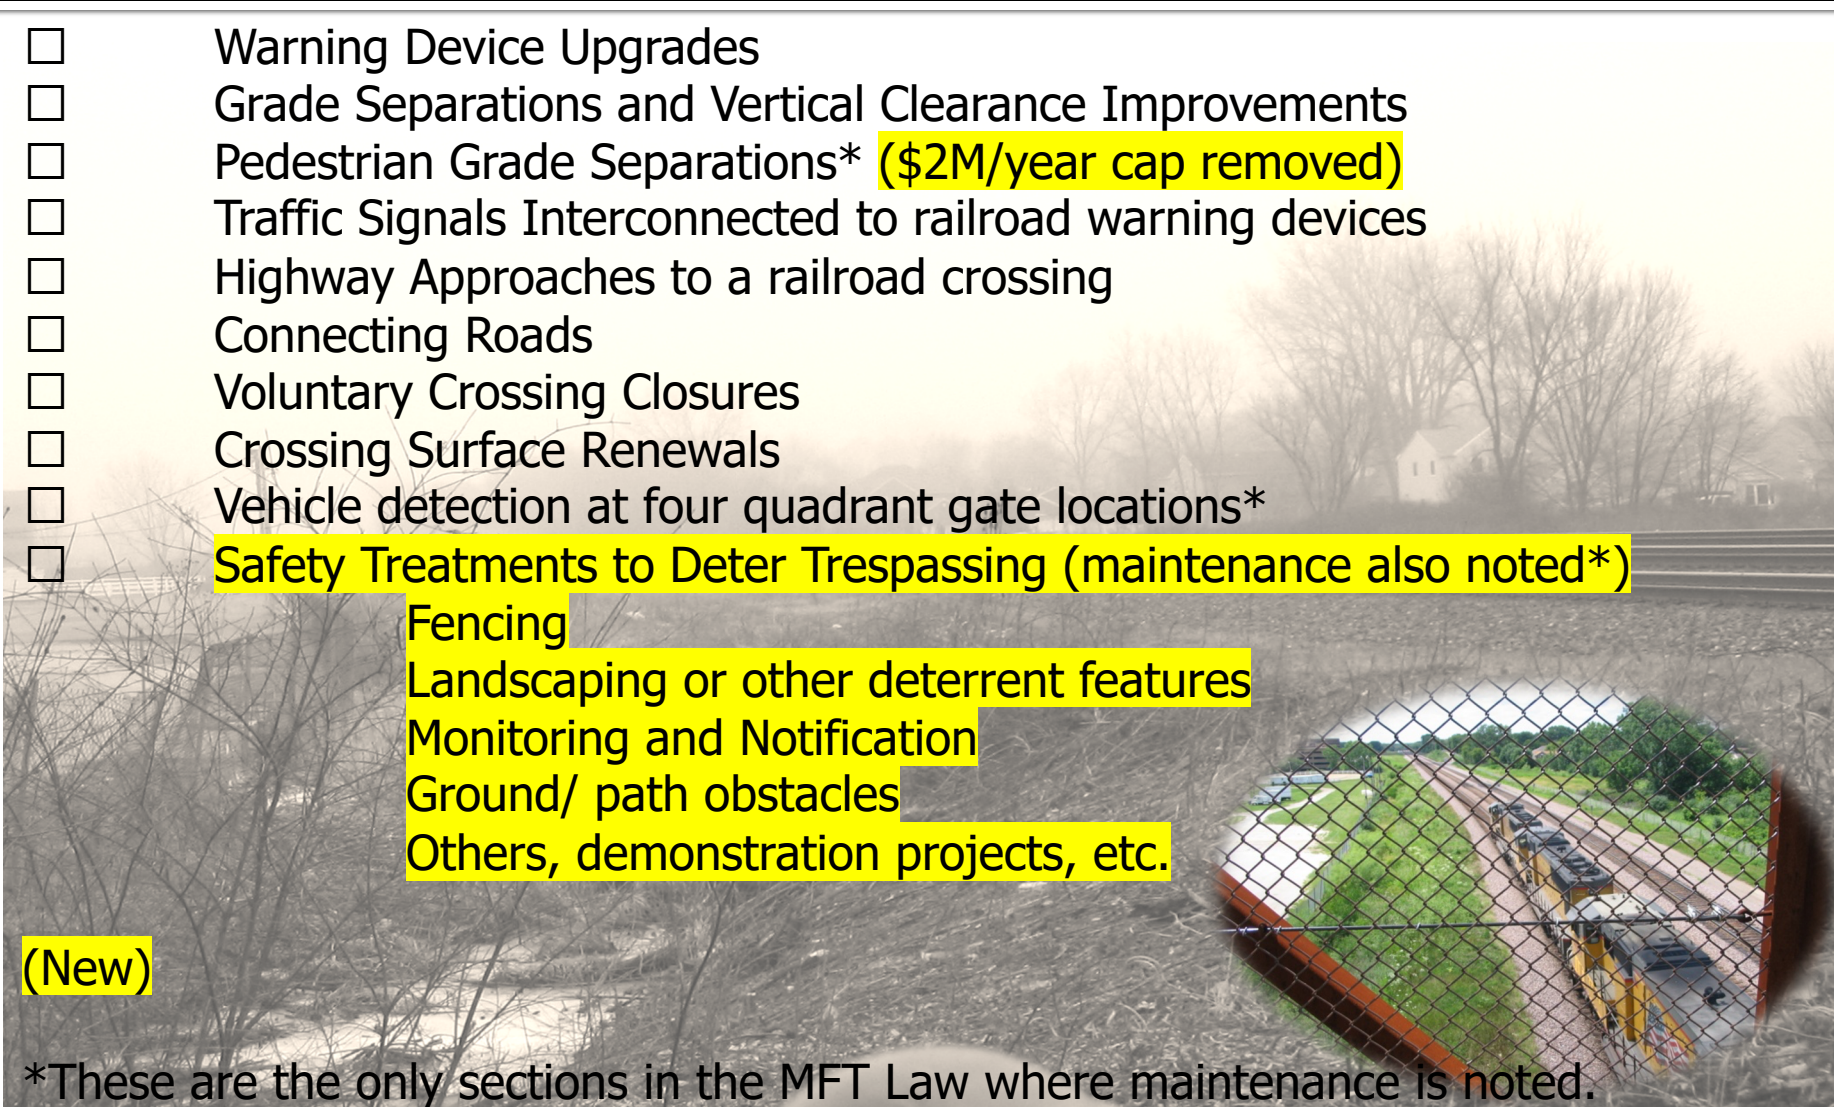 ☐ Warning Device Upgrades
☐ Grade Separations and Vertical Clearance Improvements
☐ Pedestrian Grade Separations* ($2M/year cap removed)
☐ Traffic Signals Interconnected to railroad warning devices
☐ Highway Approaches to a railroad crossing
☐ Connecting Roads
☐ Voluntary Crossing Closures
☐ Crossing Surface Renewals
☐ Vehicle detection at four quadrant gate locations*
☐ Safety Treatments to Deter Trespassing (maintenance also noted*)
Fencing
Landscaping or other deterrent features
Monitoring and Notification
Ground/ path obstacles
Others, demonstration projects, etc.
(New)
*These are the only sections in the MFT Law where maintenance is noted.